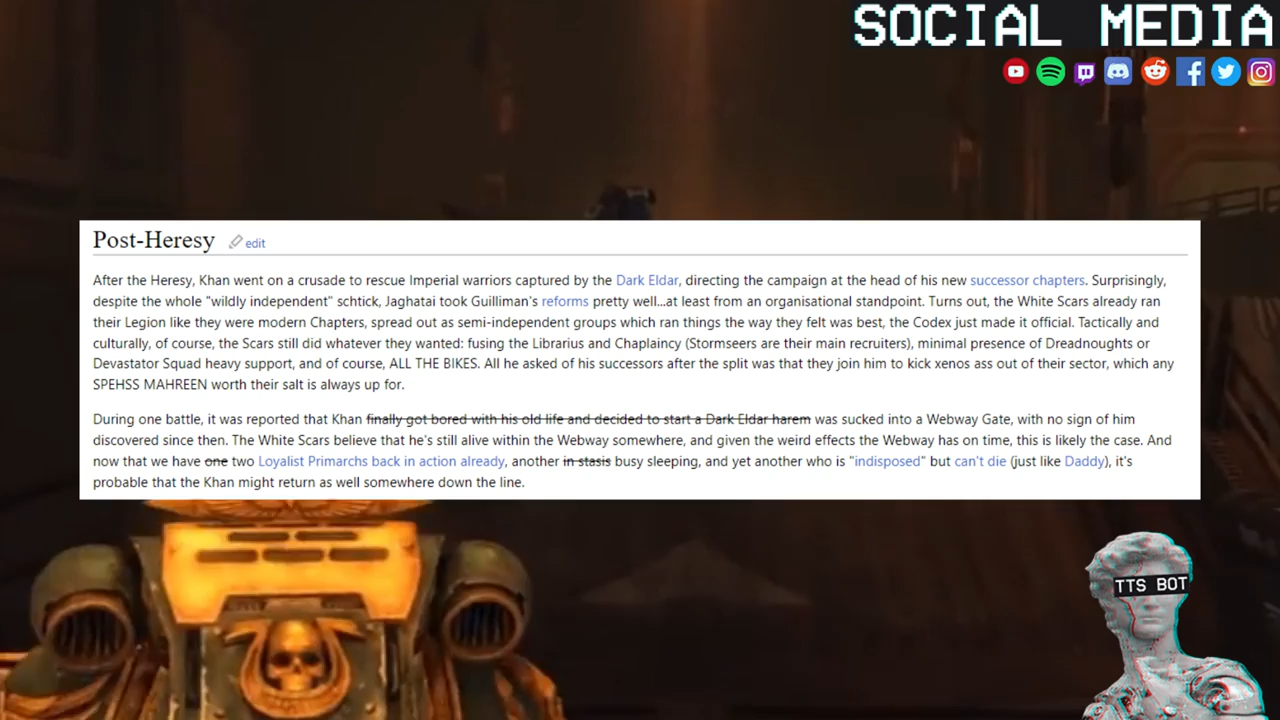 SOCIAL MEDIA
Post-Heresy edit
After the Heresy, Khan went on a crusade to rescue Imperial warriors captured by the Dark Eldar, directing the campaign at the head of his new successor chapters. Surprisingly,
despite the whole "wildly independent" schtick, Jaghatai took Guilliman's reforms pretty well...at least from an organisational standpoint. Turns out, the White Scars already ran
their Legion like they were modern Chapters, spread out as semi-independent groups which ran things the way they felt was best, the Codex just made it official. Tactically and
culturally, of course, the Scars still did whatever they wanted: fusing the Librarius and Chaplaincy (Stormseers are their main recruiters), minimal presence of Dreadnoughts or
Devastator Squad heavy support, and of course, ALL THE BIKES. All he asked of his successors after the split was that they join him to kick xenos ass out of their sector, which any
SPEHSS MAHREEN worth their salt is always up for.
During one battle, it was reported that Khan finally got bored with his old life and decided to start a Dark Eldar harem was sucked into a Webway Gate, with no sign of him
discovered since then. The White Scars believe that he's still alive within the Webway somewhere, and given the weird effects the Webway has on time, this is likely the case. And
now that we have one two Loyalist Primarchs back in action already, another in stasis busy sleeping, and yet another who is "indisposed" but can't die (just like Daddy), it's
probable that the Khan might return as well somewhere down the line.
TTS BOT